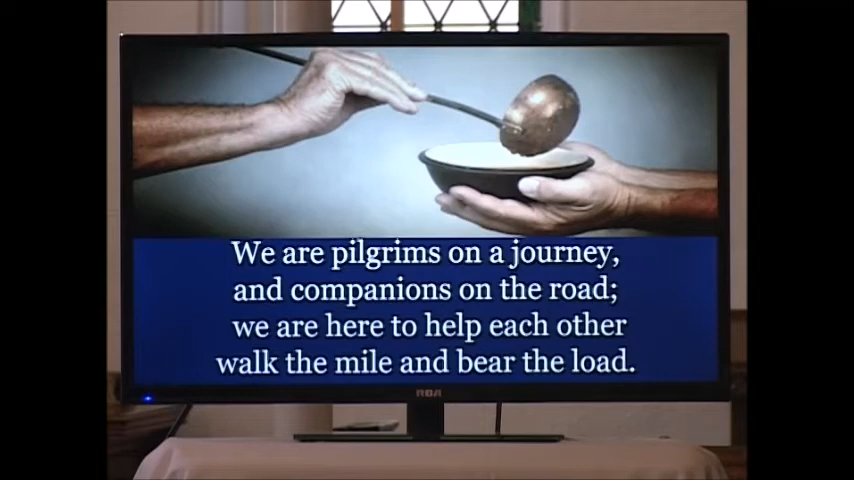 We are pilgrims on a journey,
and companions on the road;
we are here to help each other
walk the mile and bear the load.
RCA